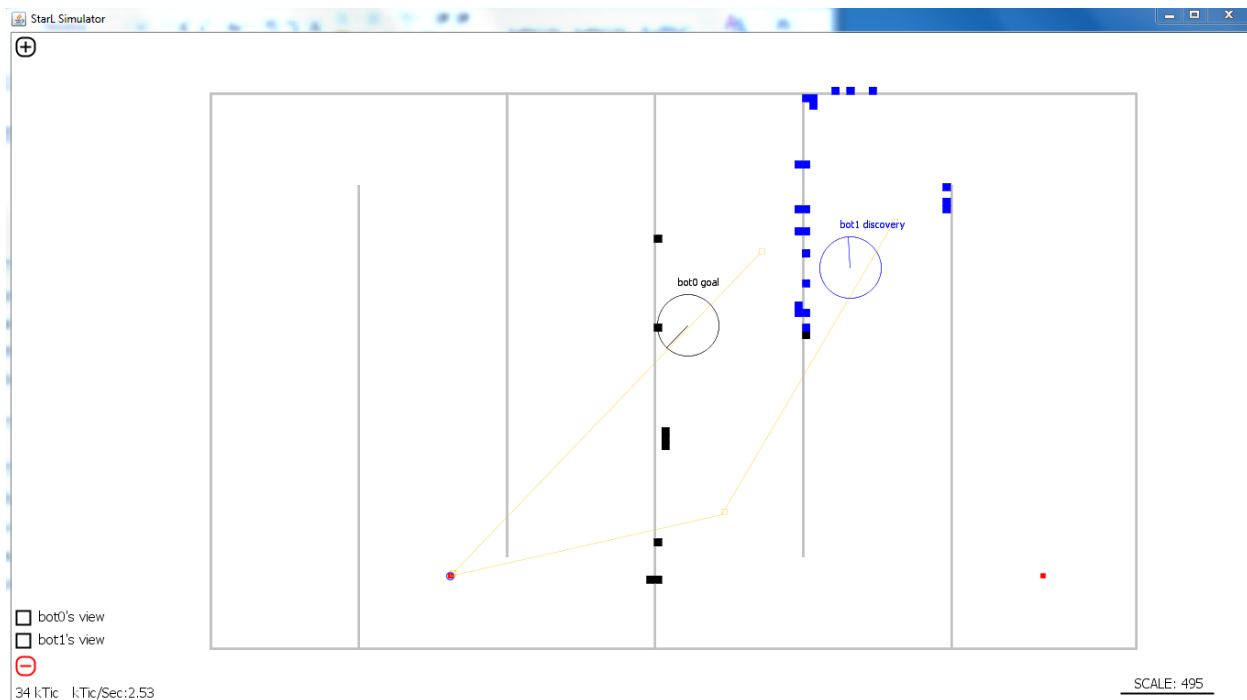 StarL Simulator
bot1 discovery
bot0 goal
bot0's view
bot1's view
34 kTic kTic/Sec:2.53
SCALE: 495